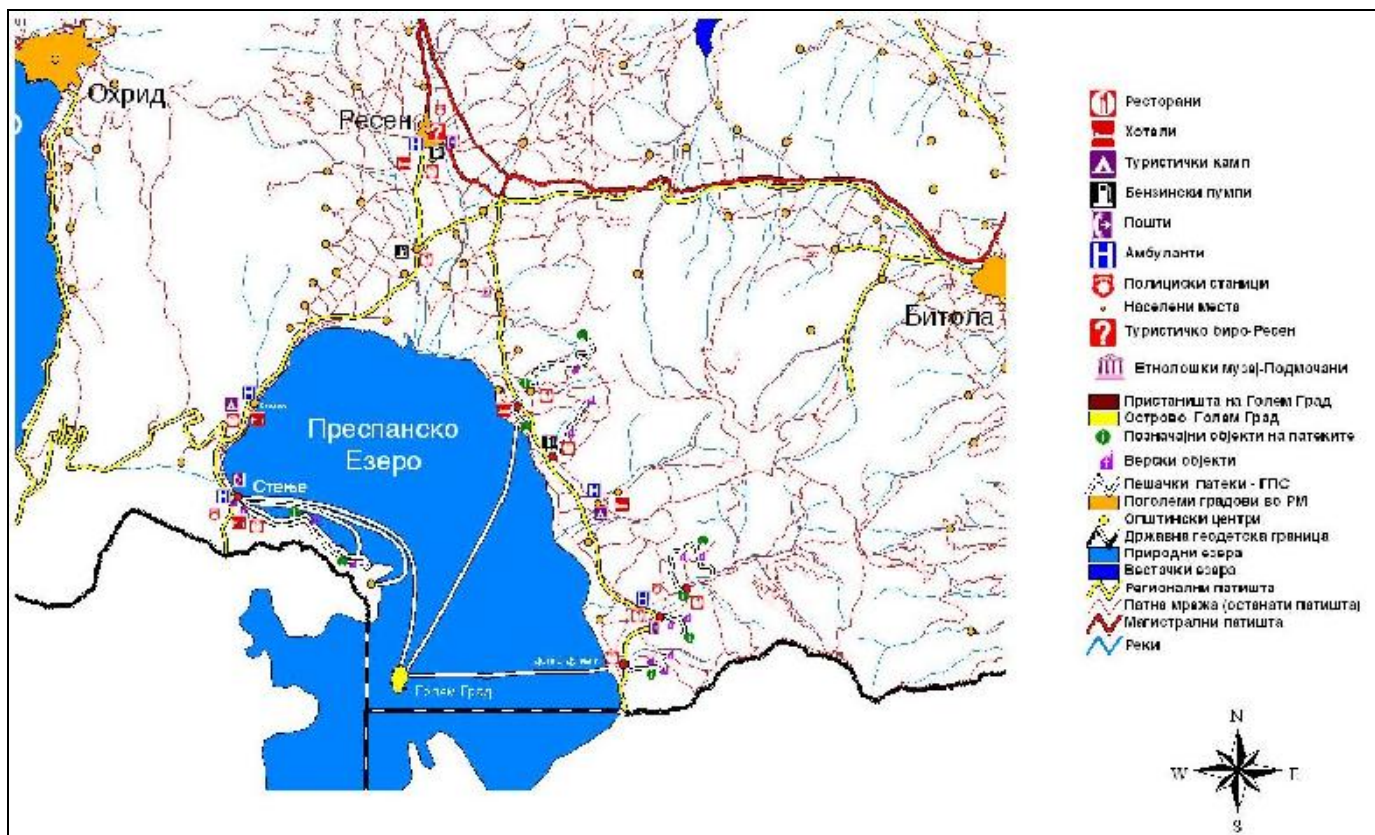 Охрид
Ресен
Битола
Преспанско
Езеро
Стење
Голем Град
Ресторани
Хотели
Туристички камп
Бензински пумпи
Пошти
Амбуланти
Полициски станици
Населени места
Туристичко биро-Ресен
Етнолошки музеј-Подмочани
Пристаништа на Голем Град
Острово Голем Град
Позначајни објекти на патеките
Верски објекти
Пешачки патеки - ГПС
Поголеми градови во РМ
Општински центри
Државна геодетска граница
Природни езера
Вестачки езера
Регионални патишта
Патна мрежа (останати патишта)
Магистрални патишта
Реки
N
W
E
S